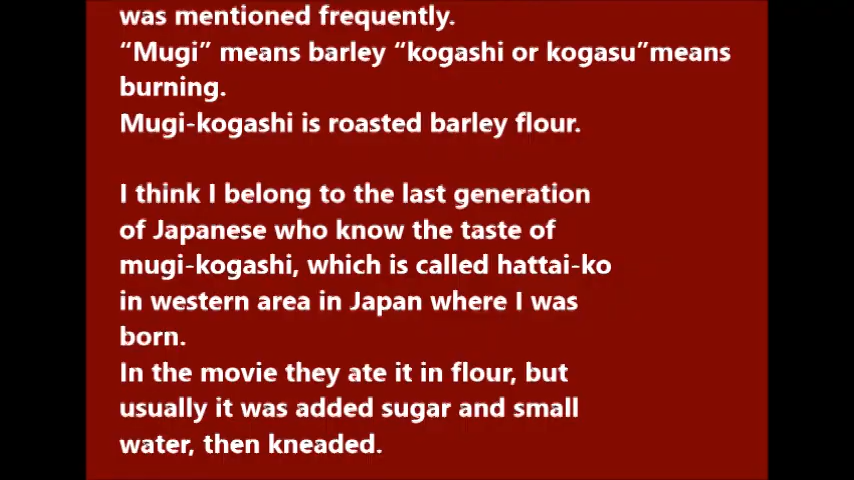 was mentioned frequently.
“Mugi” means barley “kogashi or kogasu”means
burning.
Mugi-kogashi is roasted barley flour.
I think I belong to the last generation
of Japanese who know the taste of
mugi-kogashi, which is called hattai-ko
in western area in Japan where I was
born.
In the movie they ate it in flour, but
usually it was added sugar and small
water, then kneaded.